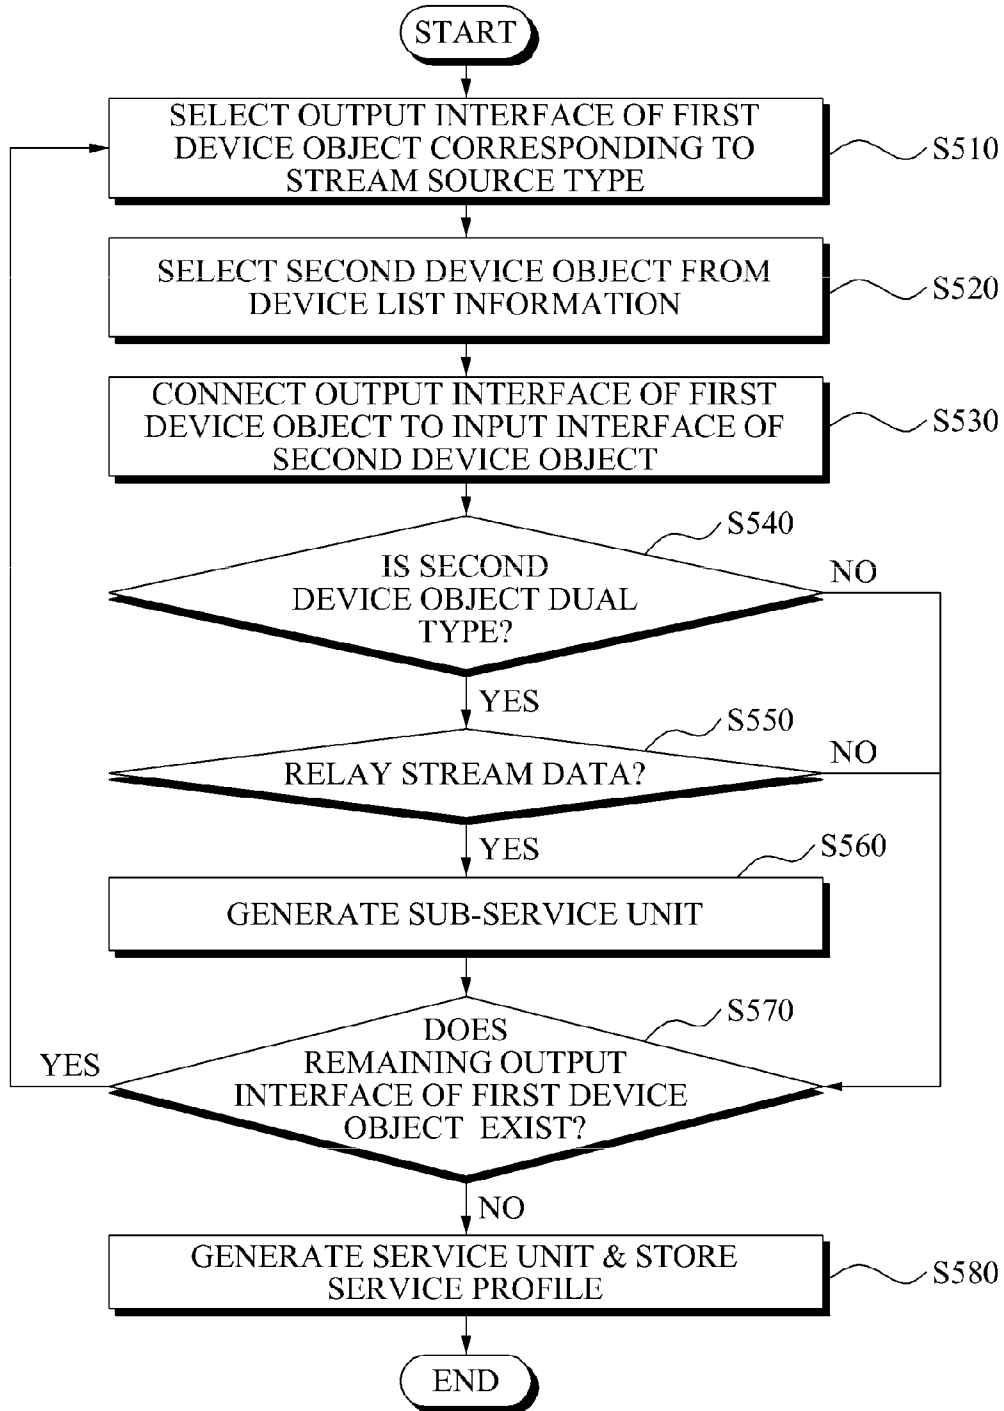 START
SELECT OUTPUT INTERFACE OF FIRST
DEVICE OBJECT CORRESPONDING TO
STREAM SOURCE TYPE
S510
SELECT SECOND DEVICE OBJECT FROM
DEVICE LIST INFORMATION
S520
CONNECT OUTPUT INTERFACE OF FIRST
DEVICE OBJECT TO INPUT INTERFACE OF
SECOND DEVICE OBJECT
S530
S540
IS SECOND
DEVICE OBJECT DUAL
TYPE?
NO
YES
S550
RELAY STREAM DATA?
NO
YES
S560
GENERATE SUB-SERVICE UNIT
S570
DOES
REMAINING OUTPUT
INTERFACE OF FIRST DEVICE
OBJECT EXIST?
YES
NO
GENERATE SERVICE UNIT & STORE
SERVICE PROFILE
S580
END